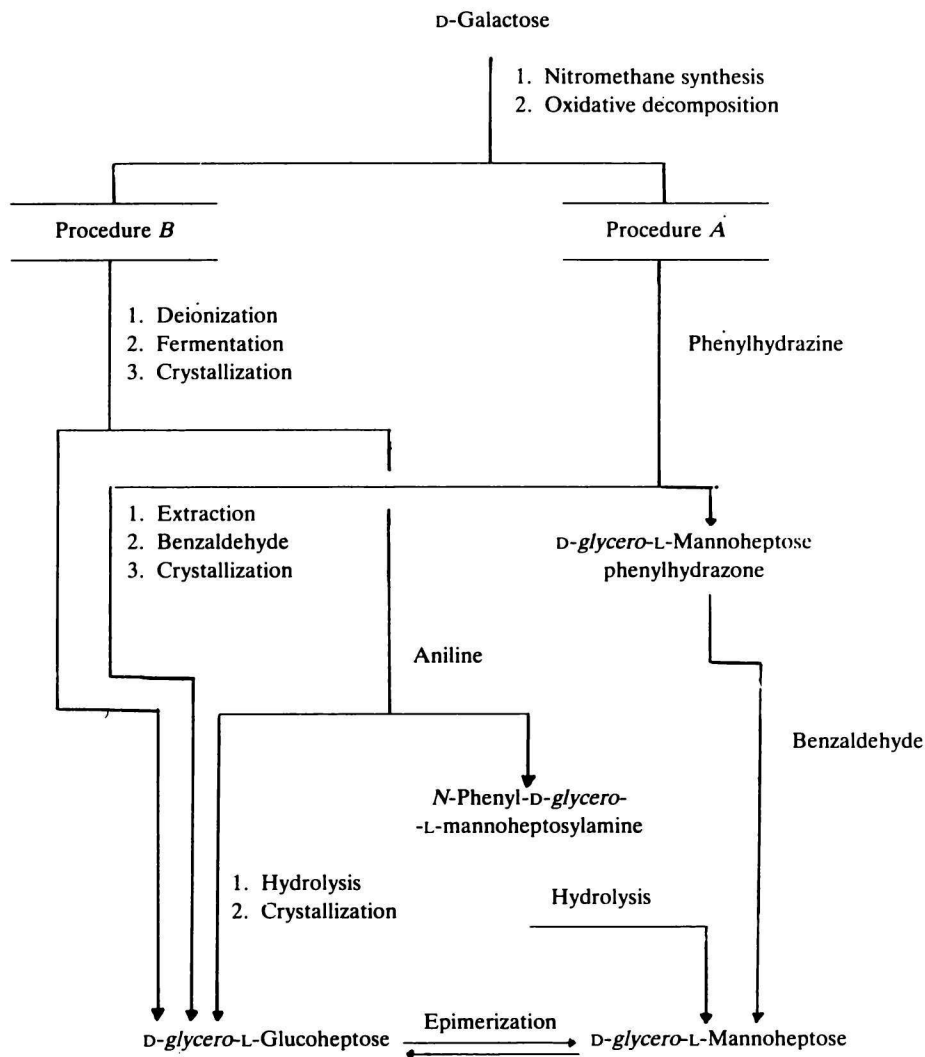 D-Galactose
1. Nitromethane synthesis
2. Oxidative decomposition
Procedure B
Procedure A
1. Deionization
2. Fermentation
3. Crystallization
Phenylhydrazine
1. Extraction
2. Benzaldehyde
3. Crystallization
D-glycero-L-Mannoheptose
phenylhydrazone
Aniline
Benzaldehyde
N-Phenyl-D-glycero-
-L-mannoheptosylamine
1. Hydrolysis
2. Crystallization
Hydrolysis
D-glycero-L-Glucoheptose
Epimerization
D-glycero-L-Mannoheptose